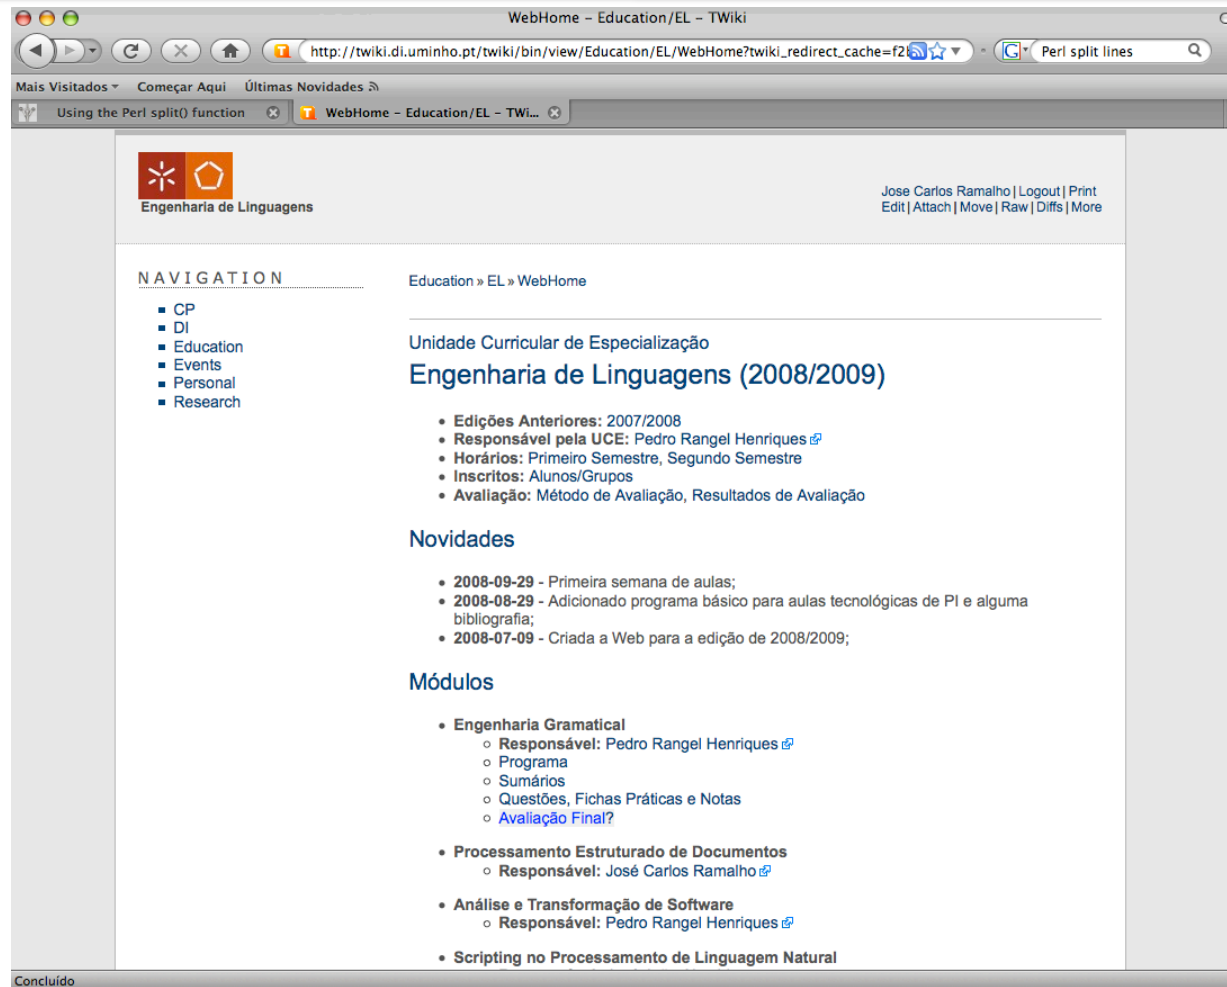 WebHome – Education/EL – TWiki
http://twiki.di.uminho.pt/twiki/bin/view/Education/EL/WebHome?twiki_redirect_cache=f2
Perl split lines
Mais Visitados Começar Aqui Últimas Novidades
Using the Perl split() function WebHome – Education/EL – TWi...
Engenharia de Linguagens
Jose Carlos Ramalho | Logout | Print
Edit | Attach | Move | Raw | Diffs | More
NAVIGATION
CP
DI
Education
Events
Personal
Research
Education » EL » WebHome
Unidade Curricular de Especialização
Engenharia de Linguagens (2008/2009)
Edições Anteriores: 2007/2008
Responsável pela UCE: Pedro Rangel Henriques
Horários: Primeiro Semestre, Segundo Semestre
Inscritos: Alunos/Grupos
Avaliação: Método de Avaliação, Resultados de Avaliação
Novidades
2008-09-29 - Primeira semana de aulas;
2008-08-29 - Adicionado programa básico para aulas tecnológicas de PI e alguma
bibliografia;
2008-07-09 - Criada a Web para a edição de 2008/2009;
Módulos
Engenharia Gramatical
Responsável: Pedro Rangel Henriques
Programa
Sumários
Questões, Fichas Práticas e Notas
Avaliação Final?
Processamento Estruturado de Documentos
Responsável: José Carlos Ramalho
Análise e Transformação de Software
Responsável: Pedro Rangel Henriques
Scripting no Processamento de Linguagem Natural
Concluído